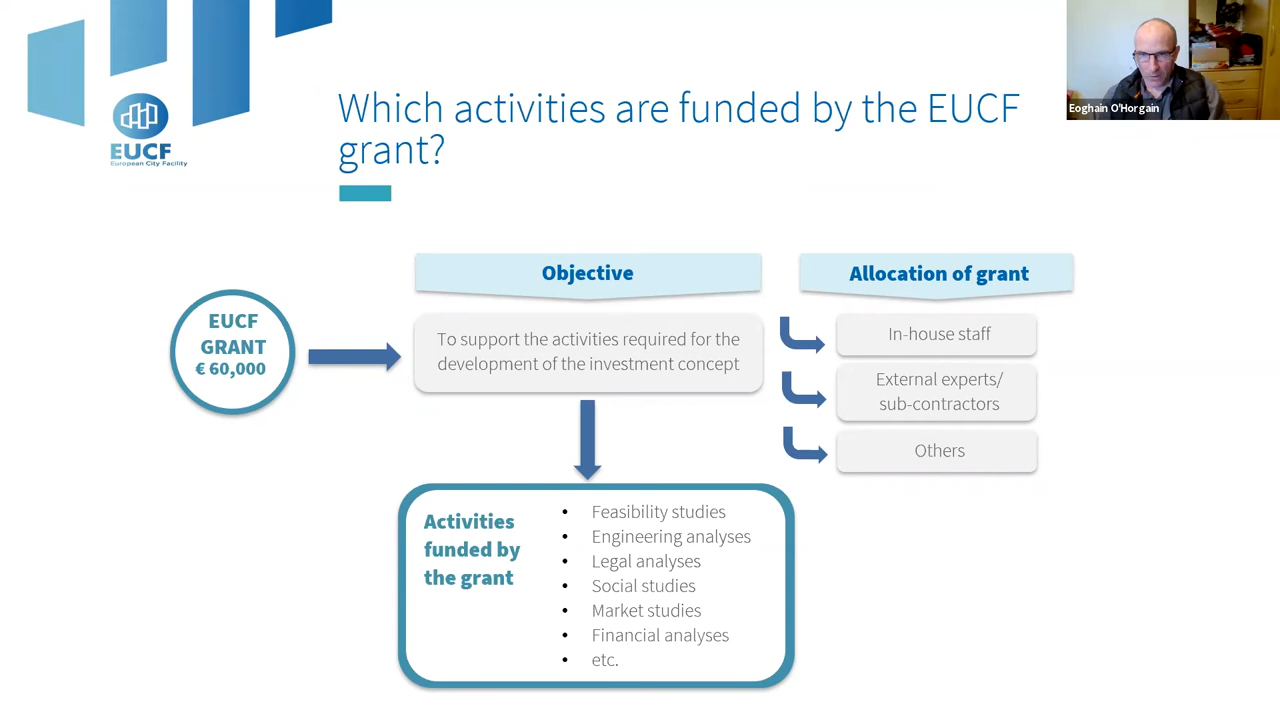 Eoghain O'Horgain
EUCF
European City Facility
Which activities are funded by the EUCF
grant?
Objective
Allocation of grant
EUCF
GRANT
€ 60,000
To support the activities required for the
development of the investment concept
In-house staff
External experts/
sub-contractors
Others
Activities
funded by
the grant
• Feasibility studies
• Engineering analyses
• Legal analyses
• Social studies
• Market studies
• Financial analyses
• etc.